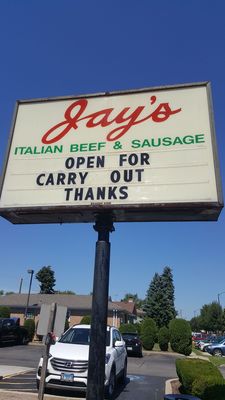 Jay's
ITALIAN BEEF & SAUSAGE
OPEN FOR
CARRY OUT
THANKS